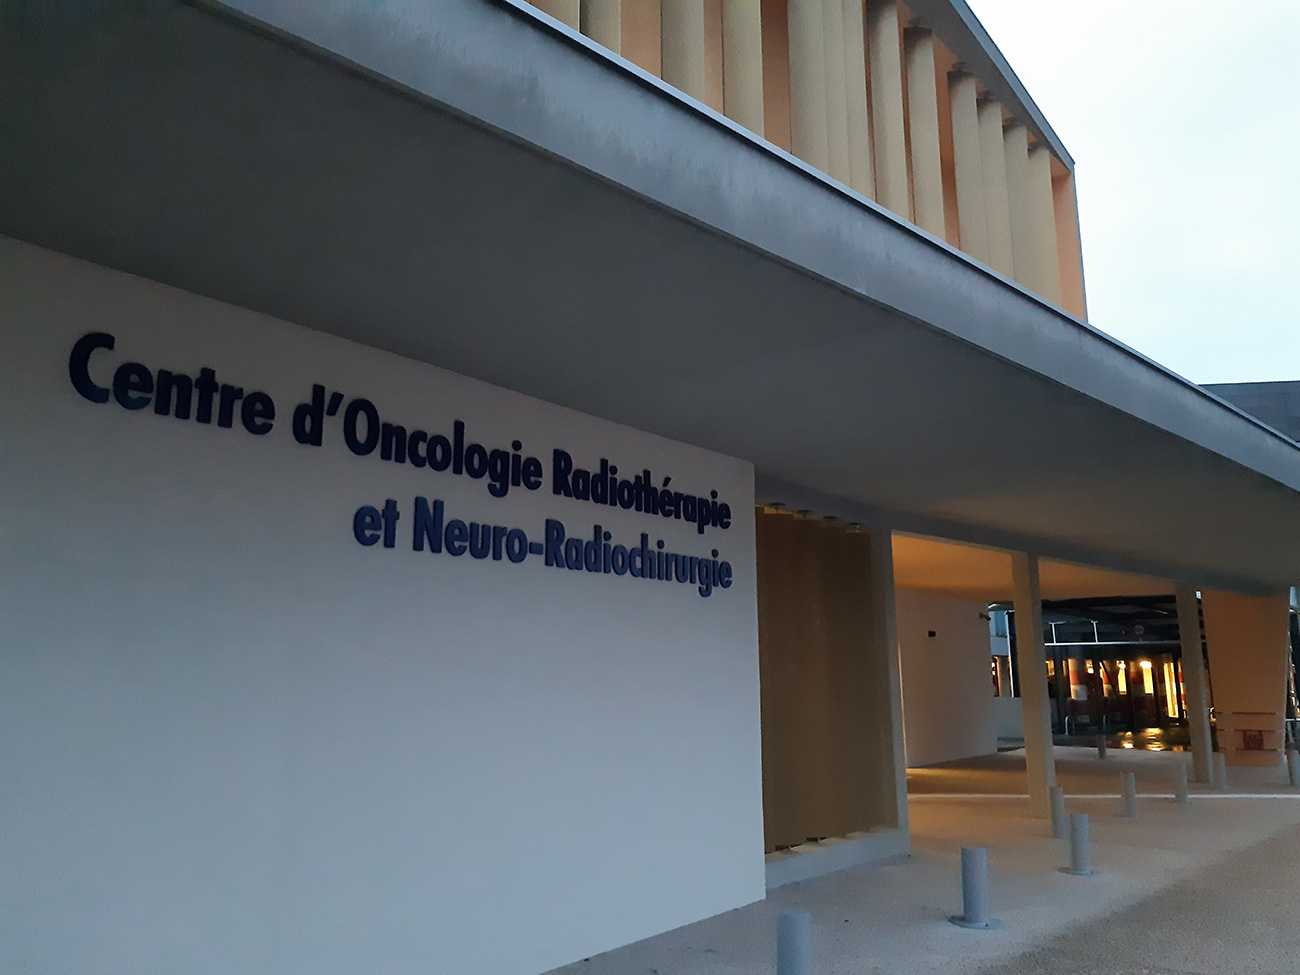 Centre d'Oncologie Radiothérapie
et Neuro-Radiochirurgie